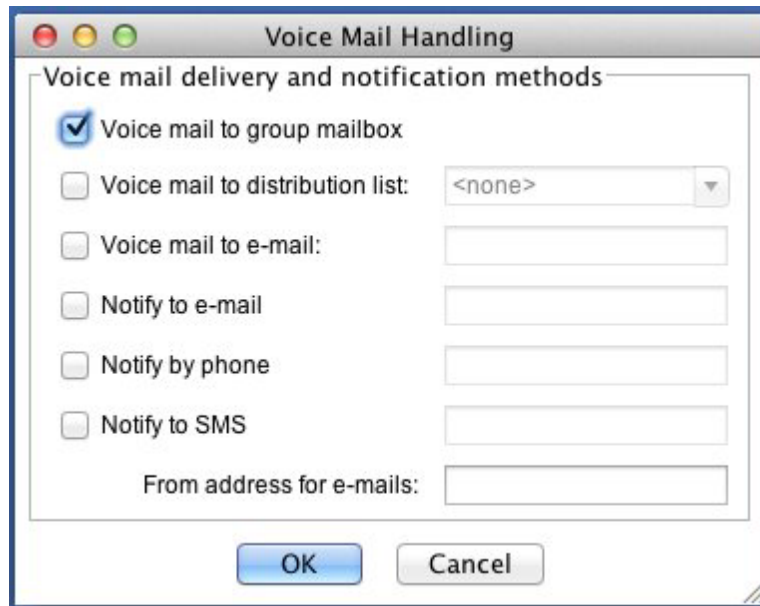 Voice Mail Handling
Voice mail delivery and notification methods
Voice mail to group mailbox
Voice mail to distribution list: <none>
Voice mail to e-mail:
Notify to e-mail
Notify by phone
Notify to SMS
From address for e-mails:
OK Cancel